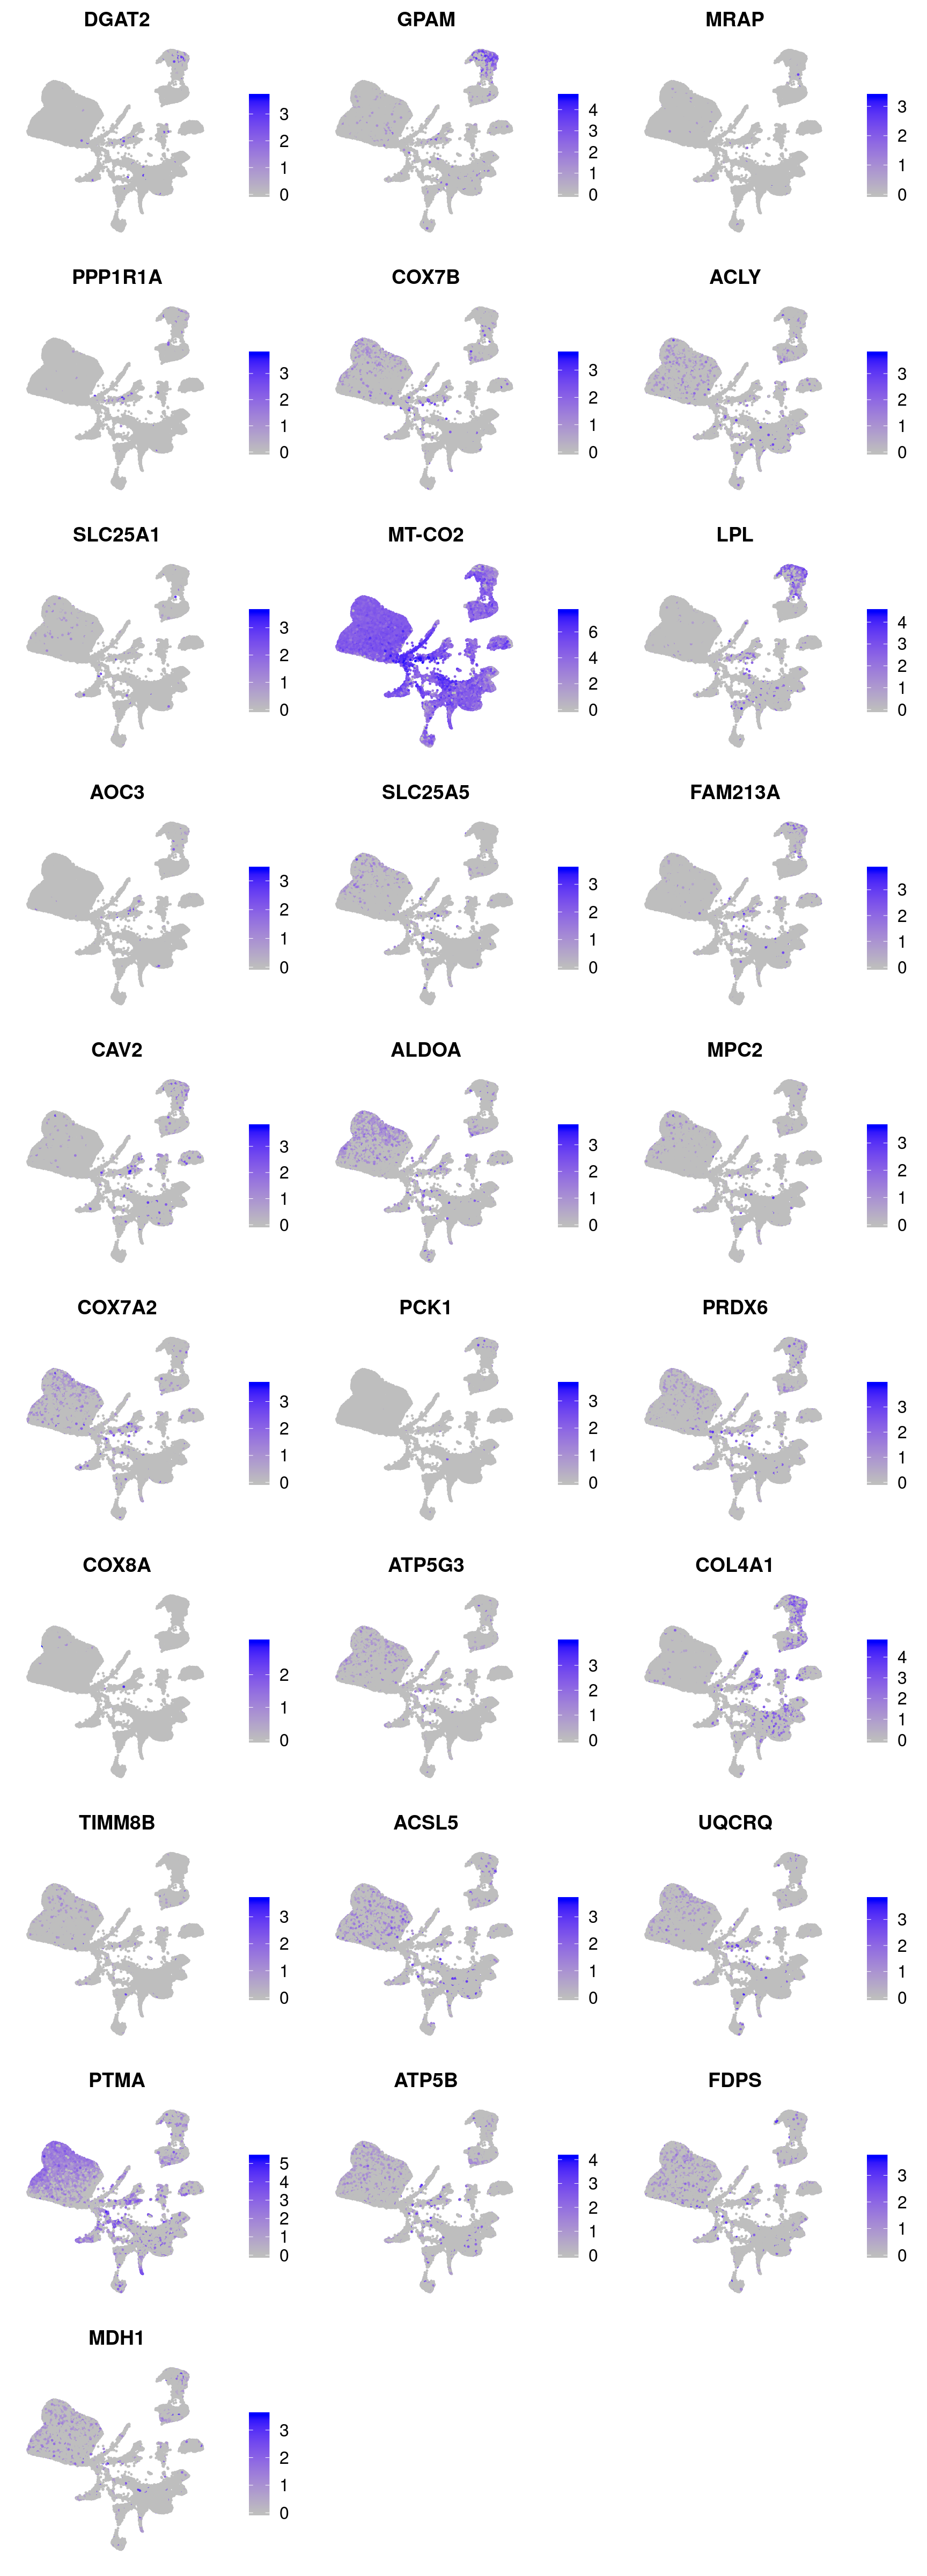 DGAT2 GPAM MRAP
3 2 1 0 4 3 2 1 0 3 2 1 0
PPP1R1A COX7B ACLY
3 2 1 0 3 2 1 0 3 2 1 0
SLC25A1 MT-CO2 LPL
3 2 1 0 6 4 2 0 4 3 2 1 0
AOC3 SLC25A5 FAM213A
3 2 1 0 3 2 1 0 3 2 1 0
CAV2 ALDOA MPC2
3 2 1 0 3 2 1 0 3 2 1 0
COX7A2 PCK1 PRDX6
3 2 1 0 3 2 1 0 3 2 1 0
COX8A ATP5G3 COL4A1
2 1 0 3 2 1 0 4 3 2 1 0
TIMM8B ACSL5 UQCRQ
3 2 1 0 3 2 1 0 3 2 1 0
PTMA ATP5B FDPS
5 4 3 2 1 0 4 3 2 1 0 3 2 1 0
MDH1
3 2 1 0